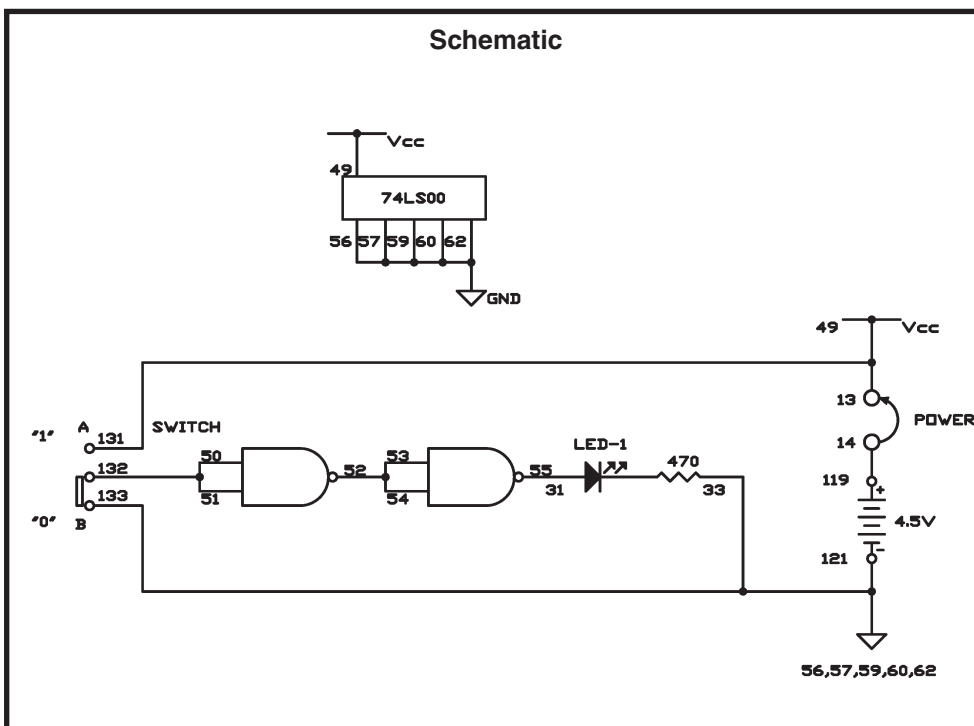 Schematic
Vcc
49
74LS00
56 57 59 60 62
GND
49 Vcc
13
POWER
14
A
"1" 131 SWITCH
132 50 52 53 55 LED-1 470
51 54 31 33
133
"0" B
119 +
4.5V
121 -
56,57,59,60,62